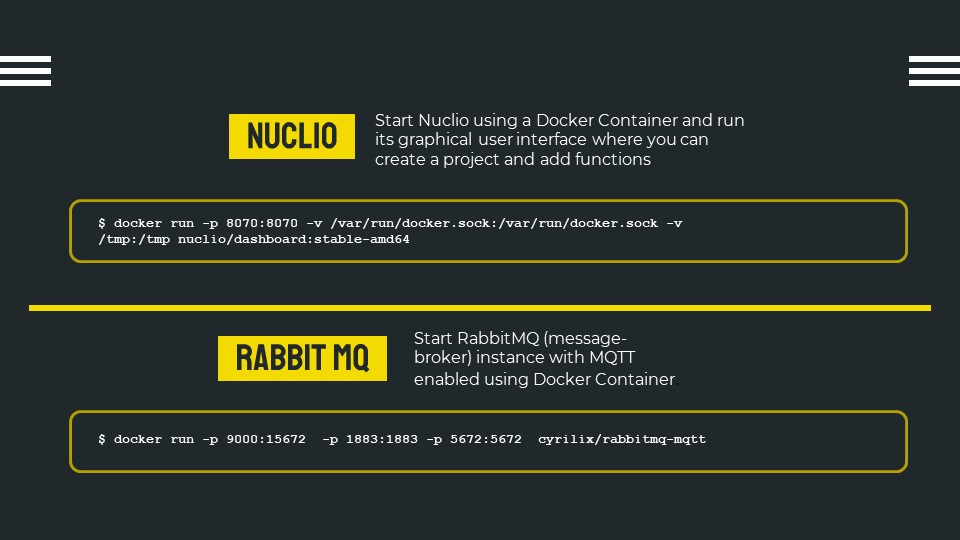 NUCLIO
Start Nuclio using a Docker Container and run
its graphical user interface where you can
create a project and add functions
$ docker run -p 8070:8070 -v /var/run/docker.sock:/var/run/docker.sock -v
/tmp:/tmp nuclio/dashboard:stable-amd64
RABBIT MQ
Start RabbitMQ (message-
broker) instance with MQTT
enabled using Docker Container.
$ docker run -p 9000:15672  -p 1883:1883 -p 5672:5672  cyrilix/rabbitmq-mqtt